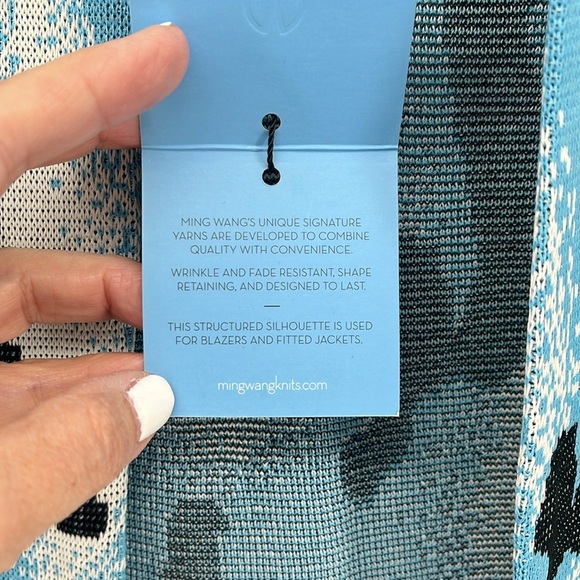 MING WANG'S UNIQUE SIGNATURE
YARNS ARE DEVELOPED TO COMBINE
QUALITY WITH CONVENIENCE.
WRINKLE AND FADE RESISTANT, SHAPE
RETAINING, AND DESIGNED TO LAST.
THIS STRUCTURED SILHOUETTE IS USED
FOR BLAZERS AND FITTED JACKETS.
mingwangknits.com